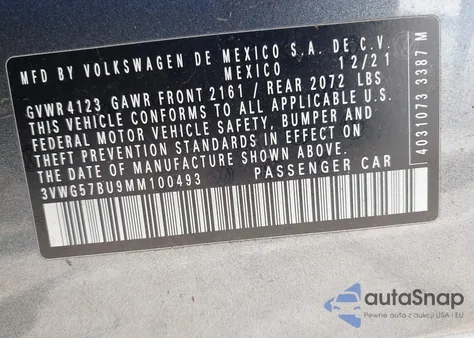 MFD BY VOLKSWAGEN DE MEXICO S.A. DE C.V.
MEXICO 12/21
GVWR4123 GAWR FRONT 2161 / REAR 2072 LBS
THIS VEHICLE CONFORMS TO ALL APPLICABLE U.S.
FEDERAL MOTOR VEHICLE SAFETY, BUMPER AND
THEFT PREVENTION STANDARDS IN EFFECT ON
THE DATE OF MANUFACTURE SHOWN ABOVE.
3VWG57BU9MM100493 PASSENGER CAR
4031073 3387 M
autoSnap
Pewne auta z aukcji USA i EU